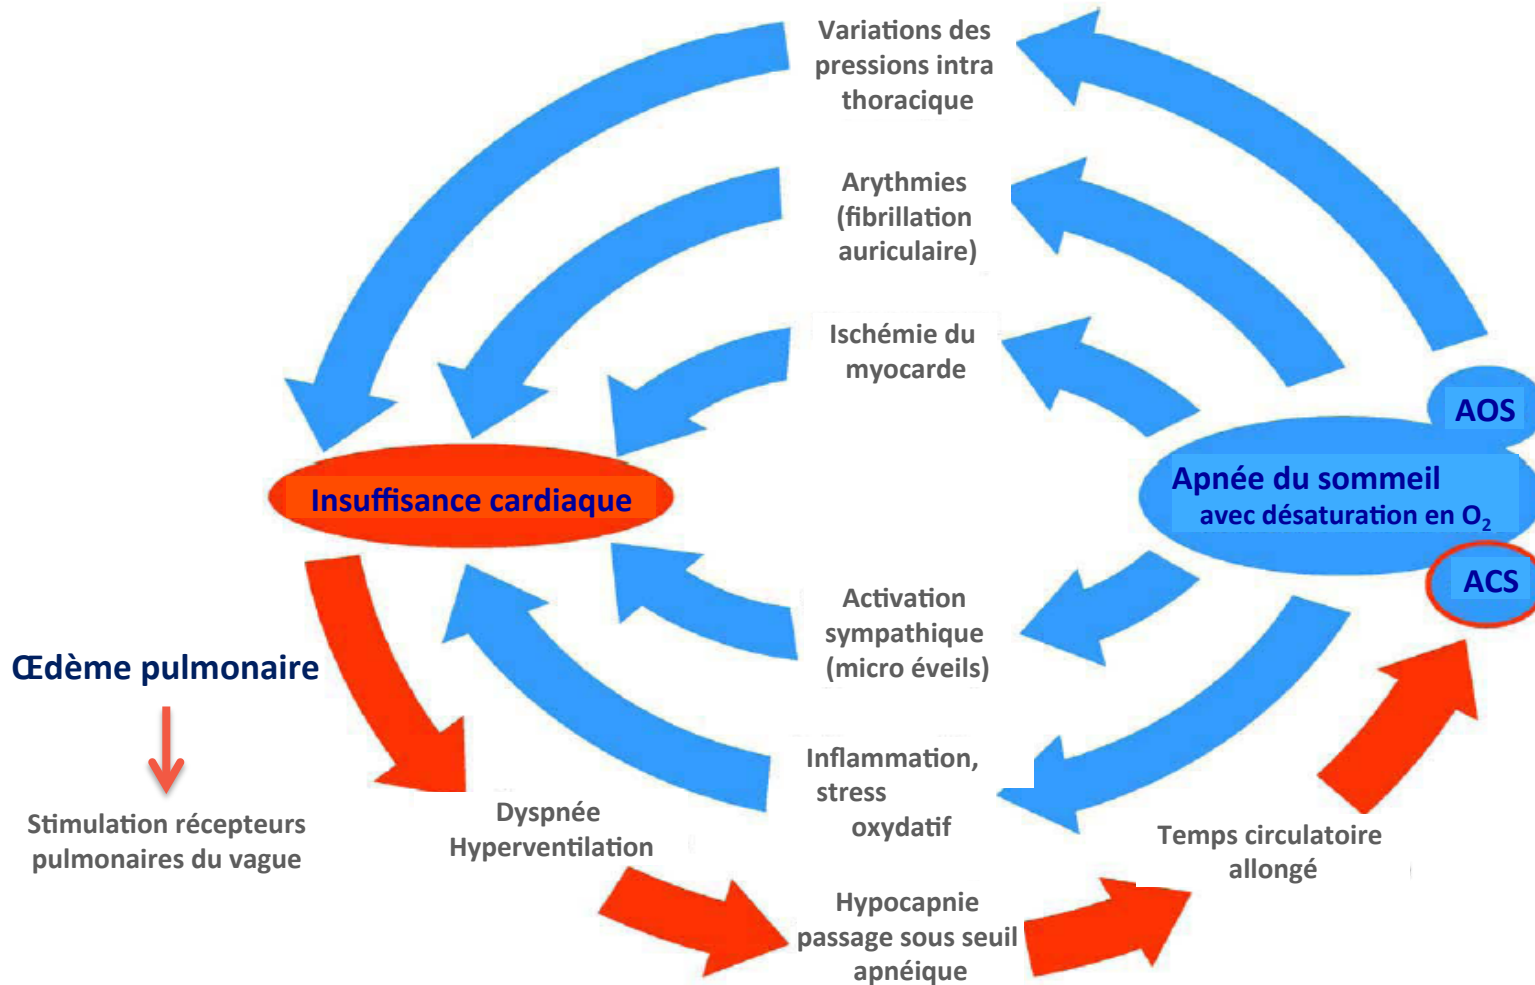 Variations des
pressions intra
thoracique
Arythmies
(fibrillation
auriculaire)
Ischémie du
myocarde
AOS
Insuffisance cardiaque
Apnée du sommeil
avec désaturation en O₂
ACS
Activation
sympathique
(micro éveils)
Œdème pulmonaire
Inflammation,
stress
oxydatif
Stimulation récepteurs
pulmonaires du vague
Dyspnée
Hyperventilation
Temps circulatoire
allongé
Hypocapnie
passage sous seuil
apnéique